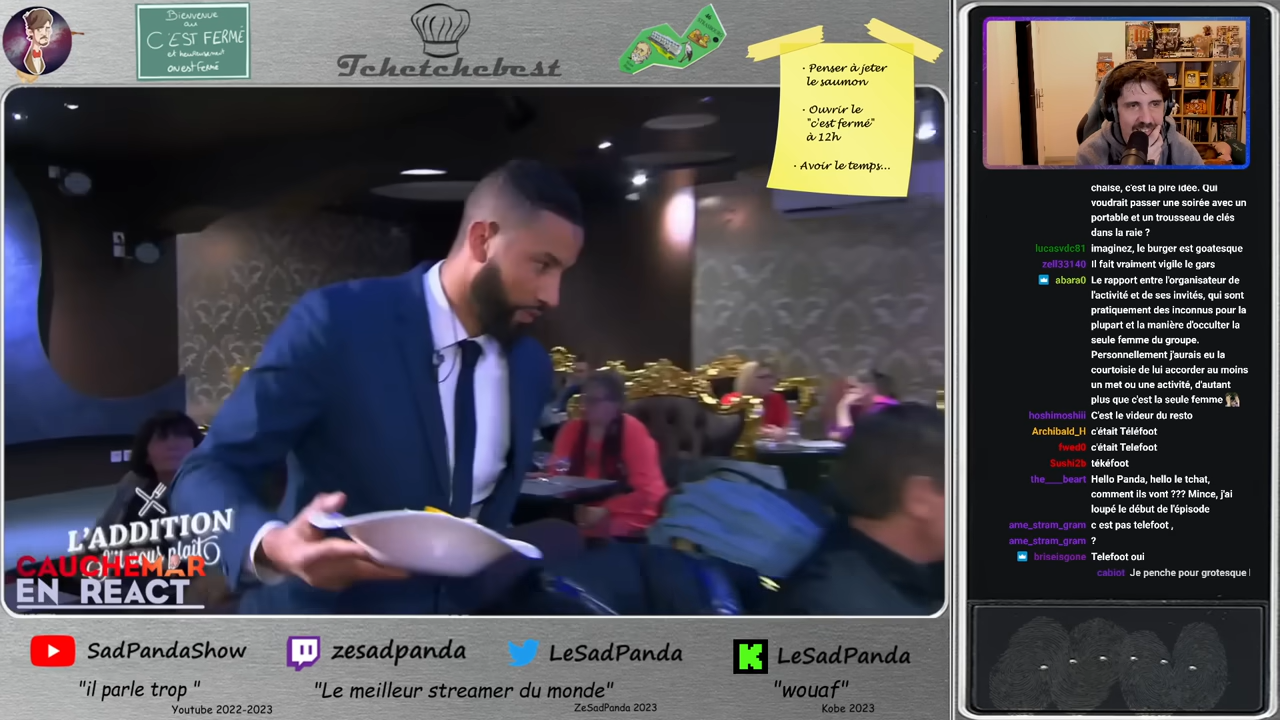 Bienvenue
au
C'EST FERMÉ
et heureusement
on est fermé
Tchetchebest
· Penser à jeter
le saumon
· Ouvrir le
"c'est fermé"
à 12h
· Avoir le temps...
L'ADDITION
s'il vous plaît
CAUCHEMAR
EN REACT
SadPandaShow
zesadpanda
LeSadPanda
LeSadPanda
"il parle trop "
Youtube 2022-2023
"Le meilleur streamer du monde"
ZeSadPanda 2023
"wouaf"
Kobe 2023
chaise, c'est la pire idée. Qui
voudrait passer une soirée avec un
portable et un trousseau de clés
dans la raie ?
lucasvdc81 imaginez, le burger est goatesque
zell33140 Il fait vraiment vigile le gars
abara0 Le rapport entre l'organisateur de
l'activité et de ses invités, qui sont
pratiquement des inconnus pour la
plupart et la manière d'occulter la
seule femme du groupe.
Personnellement j'aurais eu la
courtoisie de lui accorder au moins
un met ou une activité, d'autant
plus que c'est la seule femme
hoshimoshiii C'est le videur du resto
Archibald_H c'était Téléfoot
fwed0 c'était Telefoot
Sushi2b tékéfoot
the____beart Hello Panda, hello le tchat,
comment ils vont ??? Mince, j'ai
loupé le début de l'épisode
ame_stram_gram c est pas telefoot ,
ame_stram_gram ?
briseisgone Telefoot oui
cabiot Je penche pour grotesque